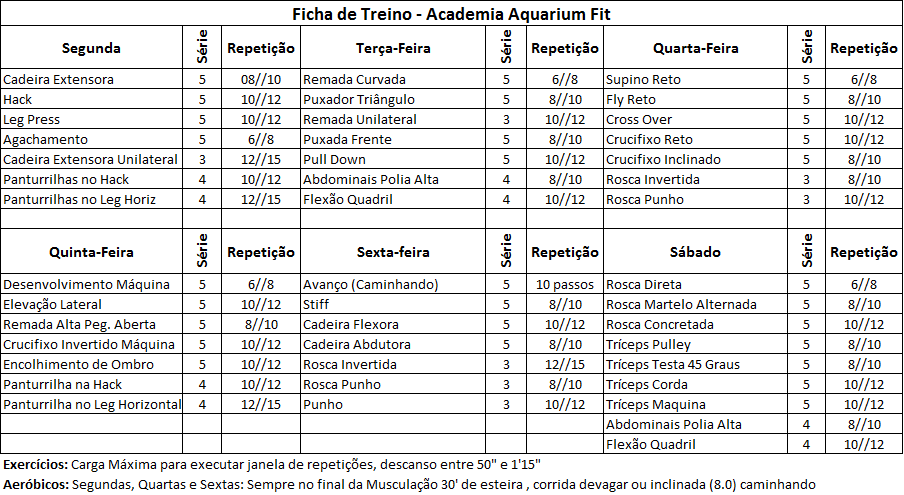 Ficha de Treino - Academia Aquarium Fit
Segunda Série Repetição Terça-Feira Série Repetição Quarta-Feira Série Repetição
Cadeira Extensora 5 08//10 Remada Curvada 5 6//8 Supino Reto 5 6//8
Hack 5 10//12 Puxador Triângulo 5 8//10 Fly Reto 5 8//10
Leg Press 5 10//12 Remada Unilateral 3 10//12 Cross Over 5 10//12
Agachamento 5 6//8 Puxada Frente 5 8//10 Crucifixo Reto 5 10//12
Cadeira Extensora Unilateral 3 12//15 Pull Down 5 10//12 Crucifixo Inclinado 5 8//10
Panturrilhas no Hack 4 10//12 Abdominais Polia Alta 4 8//10 Rosca Invertida 3 8//10
Panturrilhas no Leg Horiz 4 12//15 Flexão Quadril 4 10//12 Rosca Punho 3 10//12
Quinta-Feira Série Repetição Sexta-feira Série Repetição Sábado Série Repetição
Desenvolvimento Máquina 5 6//8 Avanço (Caminhando) 5 10 passos Rosca Direta 5 6//8
Elevação Lateral 5 10//12 Stiff 5 8//10 Rosca Martelo Alternada 5 8//10
Remada Alta Peg. Aberta 5 8//10 Cadeira Flexora 5 10//12 Rosca Concretada 5 10//12
Crucifixo Invertido Máquina 5 10//12 Cadeira Abdutora 5 8//10 Tríceps Pulley 5 8//10
Encolhimento de Ombro 5 10//12 Rosca Invertida 3 12//15 Tríceps Testa 45 Graus 5 8//10
Panturrilha na Hack 4 10//12 Rosca Punho 3 8//10 Tríceps Corda 5 10//12
Panturrilha no Leg Horizontal 4 12//15 Punho 3 10//12 Tríceps Maquina 5 10//12
Abdominais Polia Alta 4 8//10
Flexão Quadril 4 10//12
Exercícios: Carga Máxima para executar janela de repetições, descanso entre 50" e 1'15"
Aeróbicos: Segundas, Quartas e Sextas: Sempre no final da Musculação 30' de esteira , corrida devagar ou inclinada (8.0) caminhando